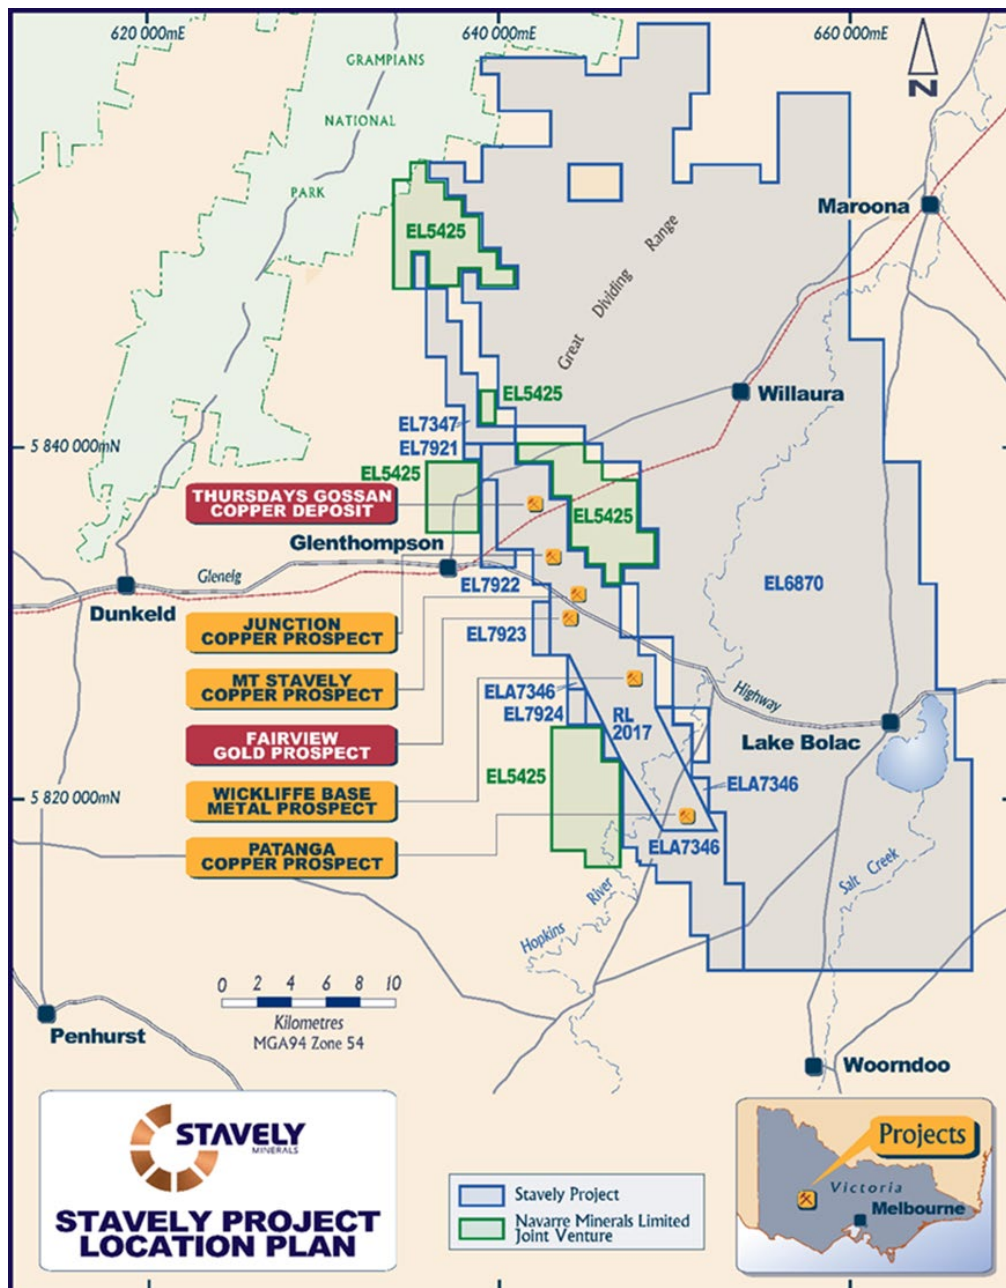 620 000mE
640 000mE
660 000mE
GRAMPIANS
NATIONAL
PARK
N
Maroona
EL5425
Great Dividing Range
Willaura
EL5425
EL7347
5 840 000mN
EL7921
EL5425
THURSDAYS GOSSAN
COPPER DEPOSIT
EL5425
Glenthompson
Glenelg
EL7922
EL6870
Dunkeld
JUNCTION
COPPER PROSPECT
EL7923
MT STAVELY
COPPER PROSPECT
ELA7346
EL7924
RL
2017
Highway
Lake Bolac
FAIRVIEW
GOLD PROSPECT
EL5425
WICKLIFFE BASE
METAL PROSPECT
ELA7346
5 820 000mN
PATANGA
COPPER PROSPECT
ELA7346
Salt Creek
Hopkins River
0 2 4 6 8 10
Kilometres
MGA94 Zone 54
Penhurst
Woorndoo
STAVELY
MINERALS
STAVELY PROJECT
LOCATION PLAN
Stavely Project
Navarre Minerals Limited
Joint Venture
Projects
Victoria
Melbourne